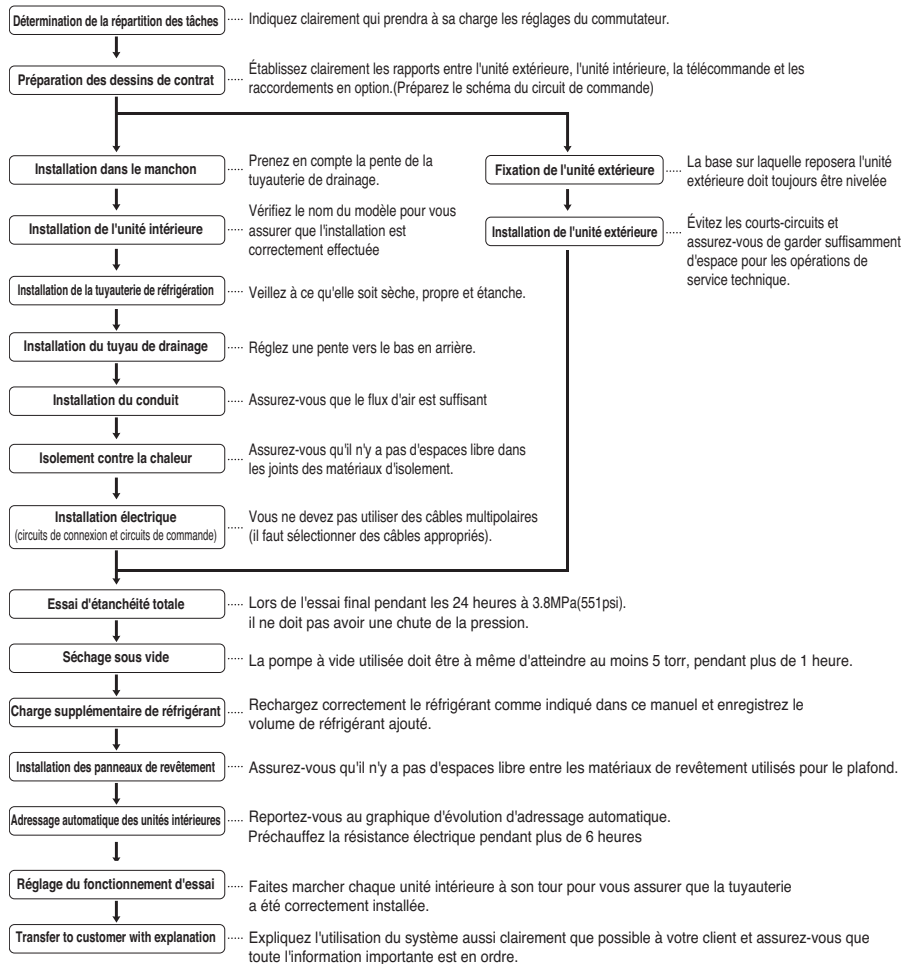 Détermination de la répartition des tâches
Indiquez clairement qui prendra à sa charge les réglages du commutateur.
Préparation des dessins de contrat
Établissez clairement les rapports entre l'unité extérieure, l'unité intérieure, la télécommande et les
raccordements en option.(Préparez le schéma du circuit de commande)
Installation dans le manchon
Prenez en compte la pente de la
tuyauterie de drainage.
Fixation de l'unité extérieure
La base sur laquelle reposera l'unité
extérieure doit toujours être nivelée
Installation de l'unité intérieure
Vérifiez le nom du modèle pour vous
assurer que l'installation est
correctement effectuée
Installation de l'unité extérieure
Évitez les courts-circuits et
assurez-vous de garder suffisamment
d'espace pour les opérations de
service technique.
Installation de la tuyauterie de réfrigération
Veillez à ce qu'elle soit sèche, propre et étanche.
Installation du tuyau de drainage
Réglez une pente vers le bas en arrière.
Installation du conduit
Assurez-vous que le flux d'air est suffisant
Isolement contre la chaleur
Assurez-vous qu'il n'y a pas d'espaces libre dans
les joints des matériaux d'isolement.
Installation électrique
(circuits de connexion et circuits de commande)
Vous ne devez pas utiliser des câbles multipolaires
(il faut sélectionner des câbles appropriés).
Essai d'étanchéité totale
Lors de l'essai final pendant les 24 heures à 3.8MPa(551psi).
il ne doit pas avoir une chute de la pression.
Séchage sous vide
La pompe à vide utilisée doit être à même d'atteindre au moins 5 torr, pendant plus de 1 heure.
Charge supplémentaire de réfrigérant
Rechargez correctement le réfrigérant comme indiqué dans ce manuel et enregistrez le
volume de réfrigérant ajouté.
Installation des panneaux de revêtement
Assurez-vous qu'il n'y a pas d'espaces libre entre les matériaux de revêtement utilisés pour le plafond.
Adressage automatique des unités intérieures
Reportez-vous au graphique d'évolution d'adressage automatique.
Préchauffez la résistance électrique pendant plus de 6 heures
Réglage du fonctionnement d'essai
Faites marcher chaque unité intérieure à son tour pour vous assurer que la tuyauterie
a été correctement installée.
Transfer to customer with explanation
Expliquez l'utilisation du système aussi clairement que possible à votre client et assurez-vous que
toute l'information importante est en ordre.